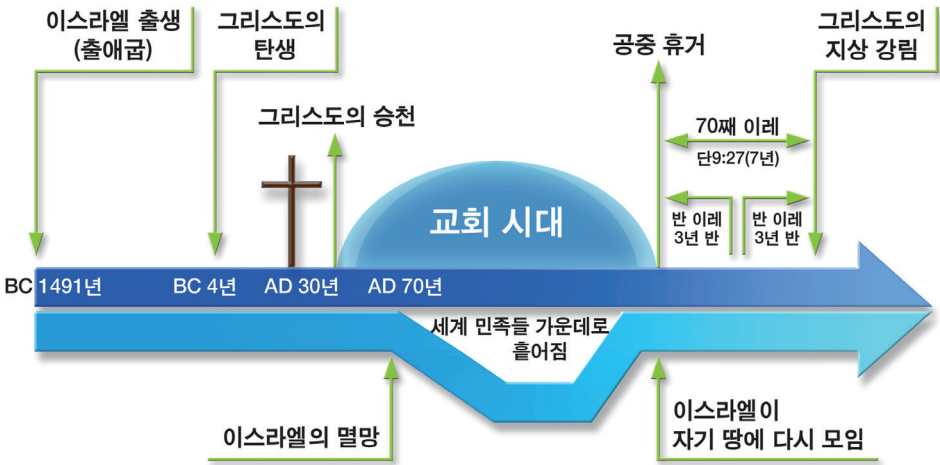 이스라엘 출생
(출애굽)
그리스도의
탄생
그리스도의 승천
공중 휴거
그리스도의
지상 강림
70째 이레
단9:27(7년)
반 이레
3년 반
반 이레
3년 반
교회 시대
BC 1491년
BC 4년
AD 30년
AD 70년
세계 민족들 가운데로
흩어짐
이스라엘의 멸망
이스라엘이
자기 땅에 다시 모임